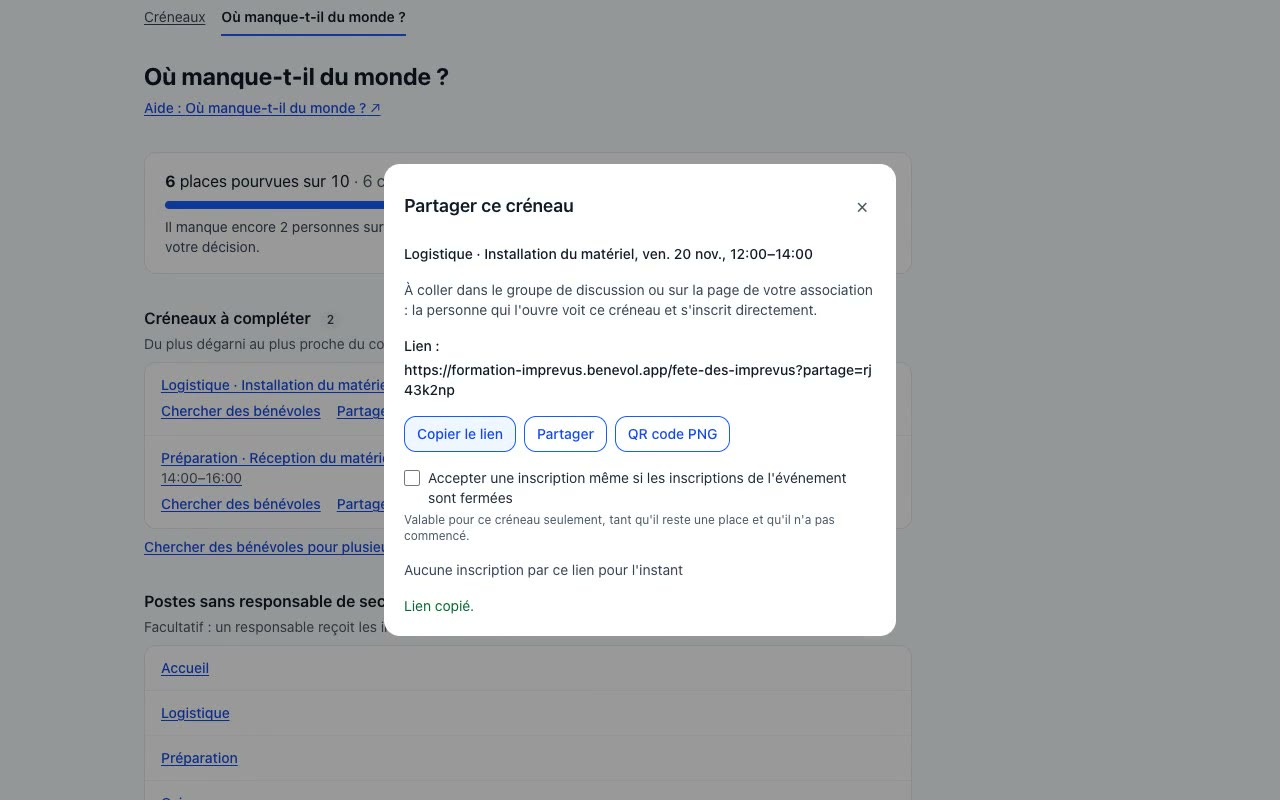 Créneaux
Où manque-t-il du monde ?
Où manque-t-il du monde ?
Aide : Où manque-t-il du monde ? ↗
6 places pourvues sur 10 · 6 c
Il manque encore 2 personnes sur
votre décision.
Créneaux à compléter 2
Du plus dégarni au plus proche du co
Logistique · Installation du matérie
Chercher des bénévoles Partage
Préparation · Réception du matérie
14:00–16:00
Chercher des bénévoles Partage
Chercher des bénévoles pour plusieu
Postes sans responsable de sec
Facultatif : un responsable reçoit les i
Accueil
Logistique
Préparation
Partager ce créneau ×
Logistique · Installation du matériel, ven. 20 nov., 12:00–14:00
À coller dans le groupe de discussion ou sur la page de votre association
: la personne qui l'ouvre voit ce créneau et s'inscrit directement.
Lien :
https://formation-imprevus.benevol.app/fete-des-imprevus?partage=rj
43k2np
Copier le lien Partager QR code PNG
Accepter une inscription même si les inscriptions de l'événement
sont fermées
Valable pour ce créneau seulement, tant qu'il reste une place et qu'il n'a pas
commencé.
Aucune inscription par ce lien pour l'instant
Lien copié.